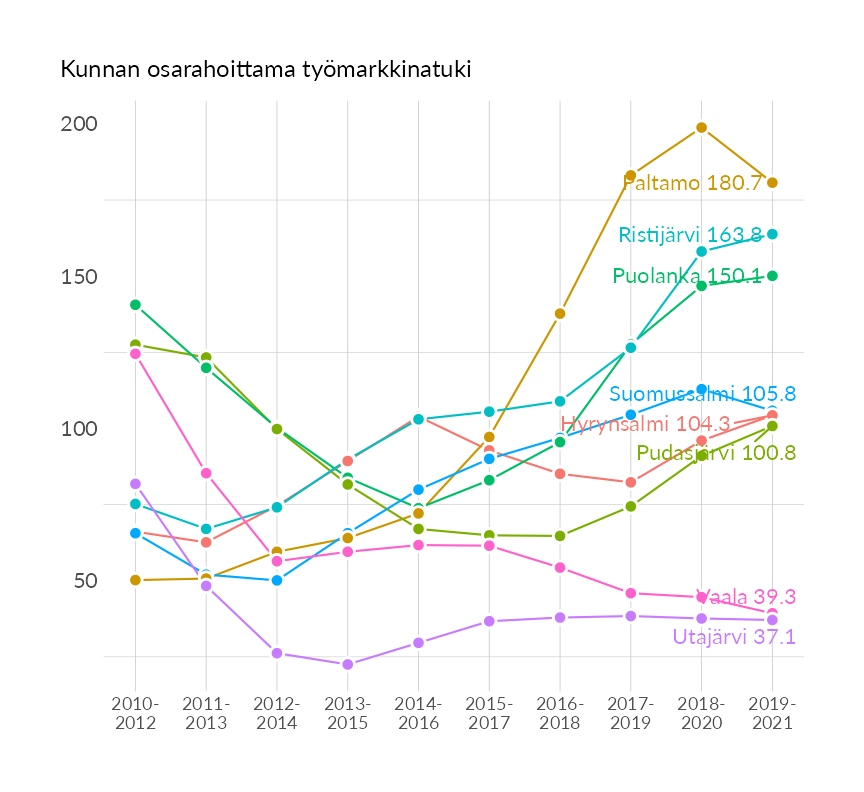 Kunnan osarahoittama työmarkkinatuki
200
150
100
50
Paltamo 180.7
Ristijärvi 163.8
Puolanka 150.1
Suomussalmi 105.8
Hyrynsalmi 104.3
Pudasjärvi 100.8
Vaala 39.3
Utajärvi 37.1
2010-
2012
2011-
2013
2012-
2014
2013-
2015
2014-
2016
2015-
2017
2016-
2018
2017-
2019
2018-
2020
2019-
2021